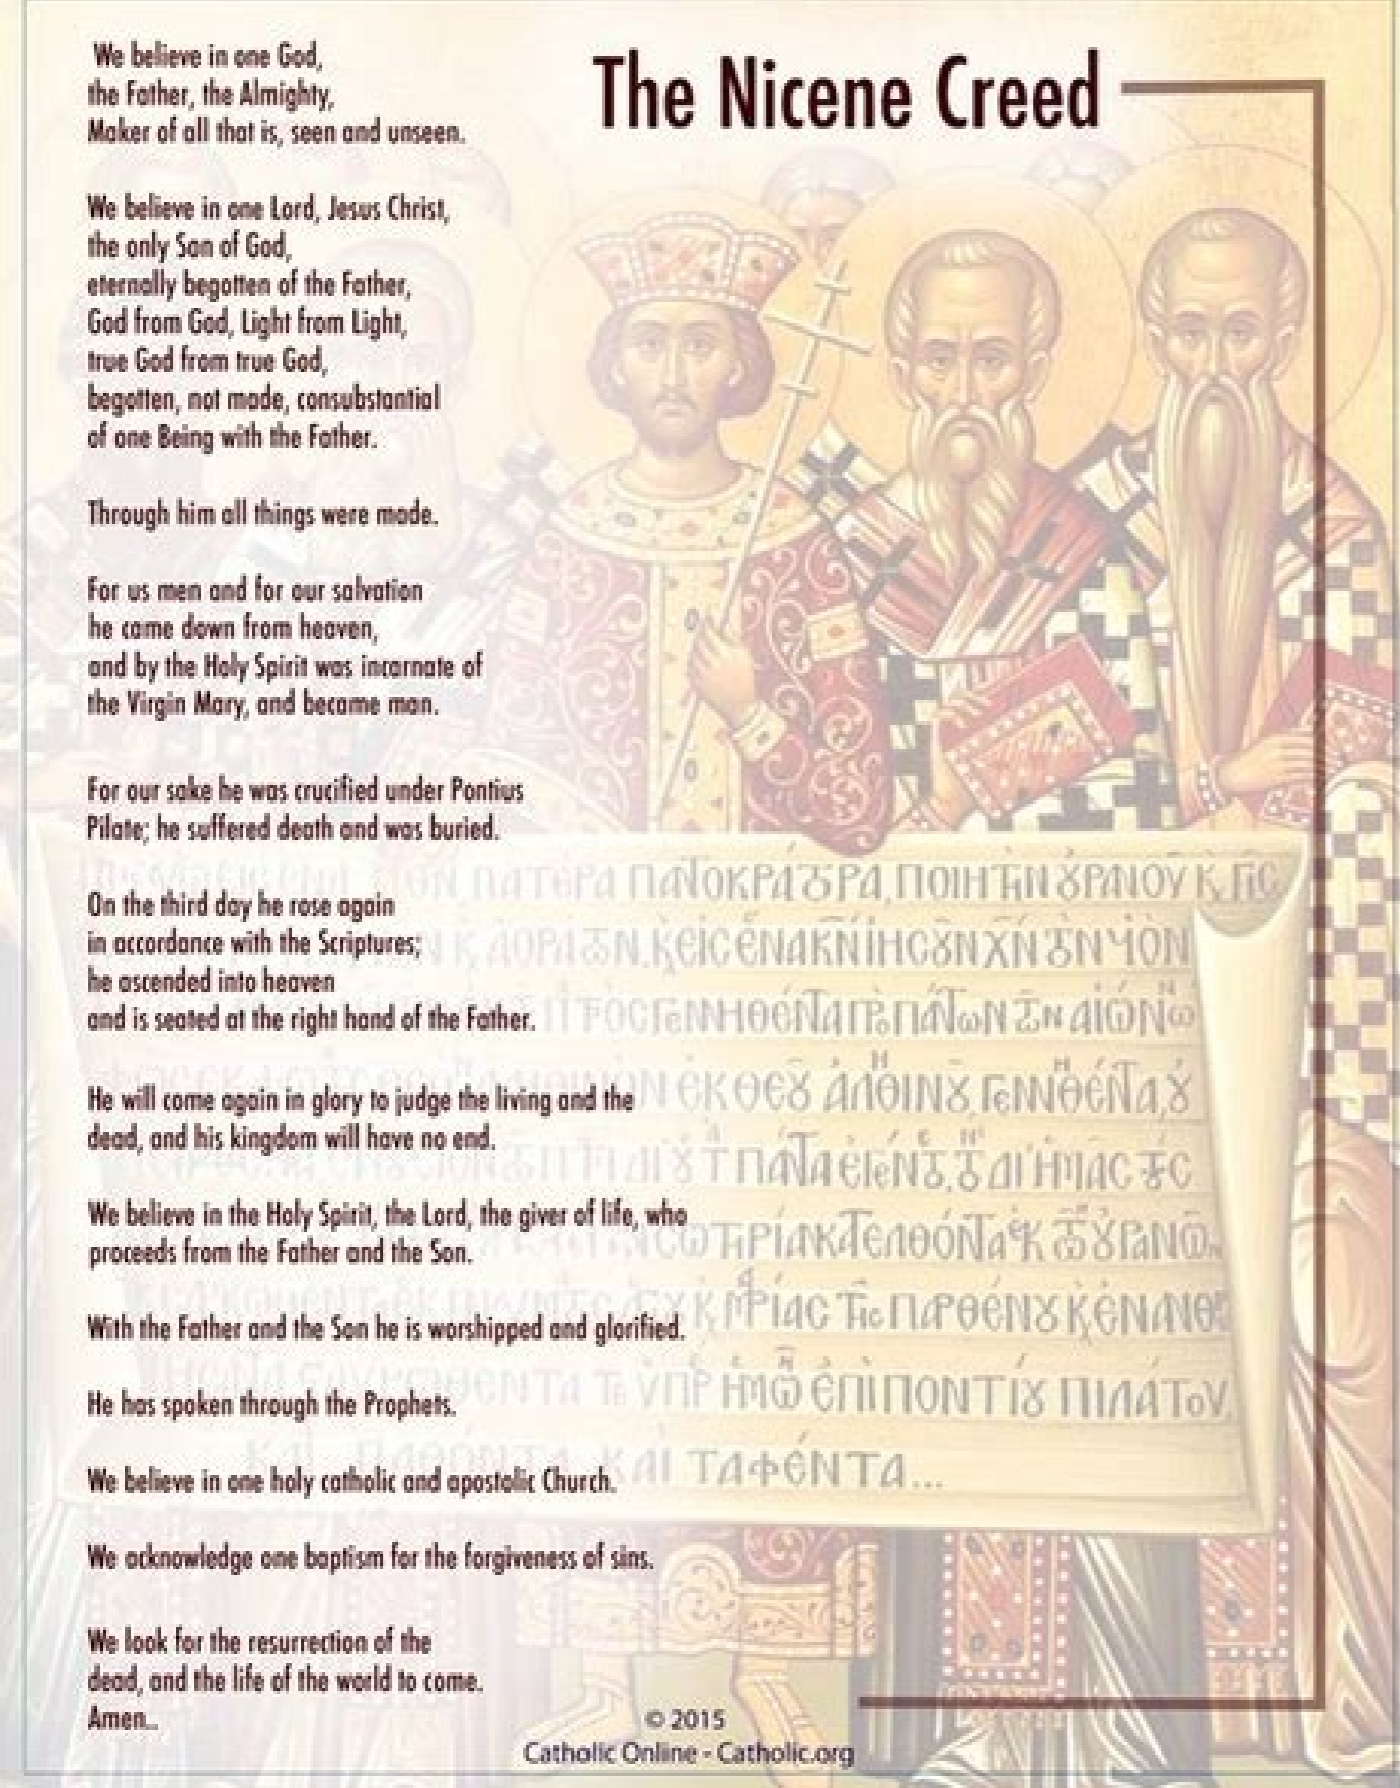 The Nicene Creed
We believe in one God,
the Father, the Almighty,
Maker of all that is, seen and unseen.
We believe in one Lord, Jesus Christ,
the only Son of God,
eternally begotten of the Father,
God from God, Light from Light,
true God from true God,
begotten, not made, consubstantial
of one Being with the Father.
Through him all things were made.
For us men and for our salvation
he came down from heaven,
and by the Holy Spirit was incarnate of
the Virgin Mary, and became man.
For our sake he was crucified under Pontius
Pilate; he suffered death and was buried.
On the third day he rose again
in accordance with the Scriptures;
he ascended into heaven
and is seated at the right hand of the Father.
He will come again in glory to judge the living and the
dead, and his kingdom will have no end.
We believe in the Holy Spirit, the Lord, the giver of life, who
proceeds from the Father and the Son.
With the Father and the Son he is worshipped and glorified.
He has spoken through the Prophets.
We believe in one holy catholic and apostolic Church.
We acknowledge one baptism for the forgiveness of sins.
We look for the resurrection of the
dead, and the life of the world to come.
Amen..
ΠΑΤΕΡΑ
ΕΚ ΘΕȢ
ΠΙΛΑΤΟΥ
ΚΑΙ ΤΑΦΕΝΤΑ...
© 2015
Catholic Online - Catholic.org